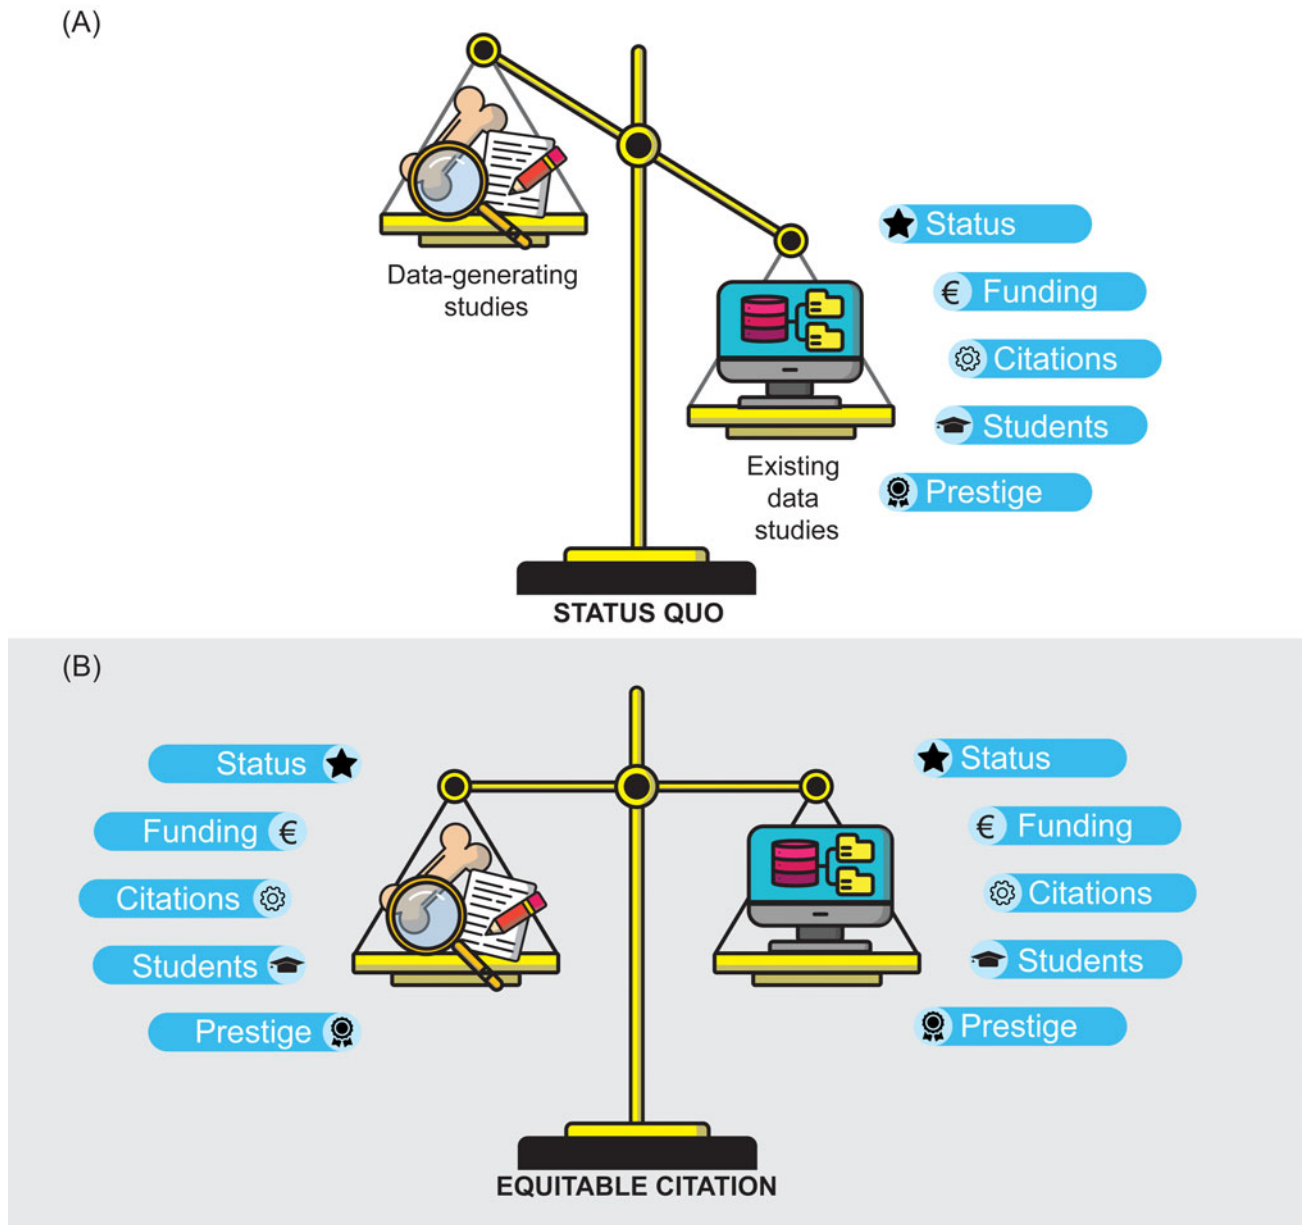 (A)
Data-generating
studies
Existing
data
studies
Status
€ Funding
Citations
Students
Prestige
STATUS QUO
(B)
Status
Funding €
Citations
Students
Prestige
Status
€ Funding
Citations
Students
Prestige
EQUITABLE CITATION